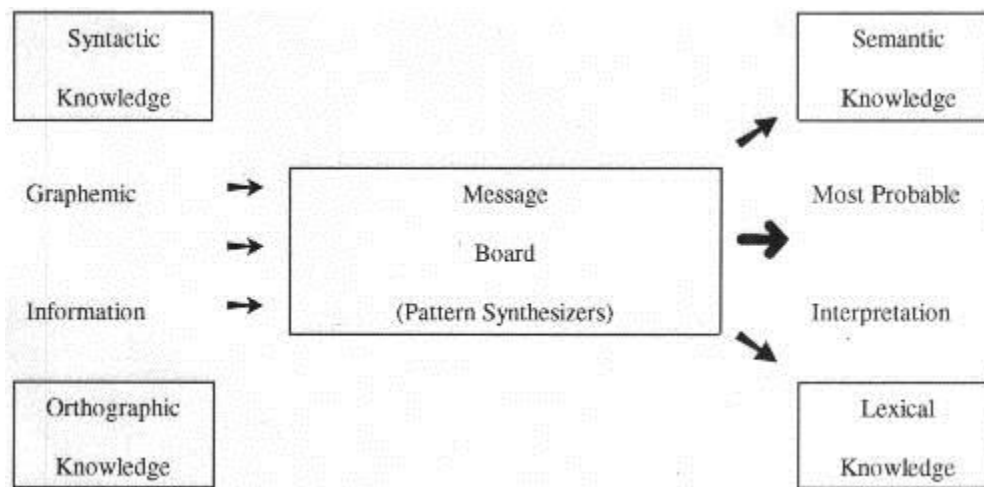 Syntactic
Knowledge
Semantic
Knowledge
Graphemic
Information
Message
Board
(Pattern Synthesizers)
Most Probable
Interpretation
Orthographic
Knowledge
Lexical
Knowledge